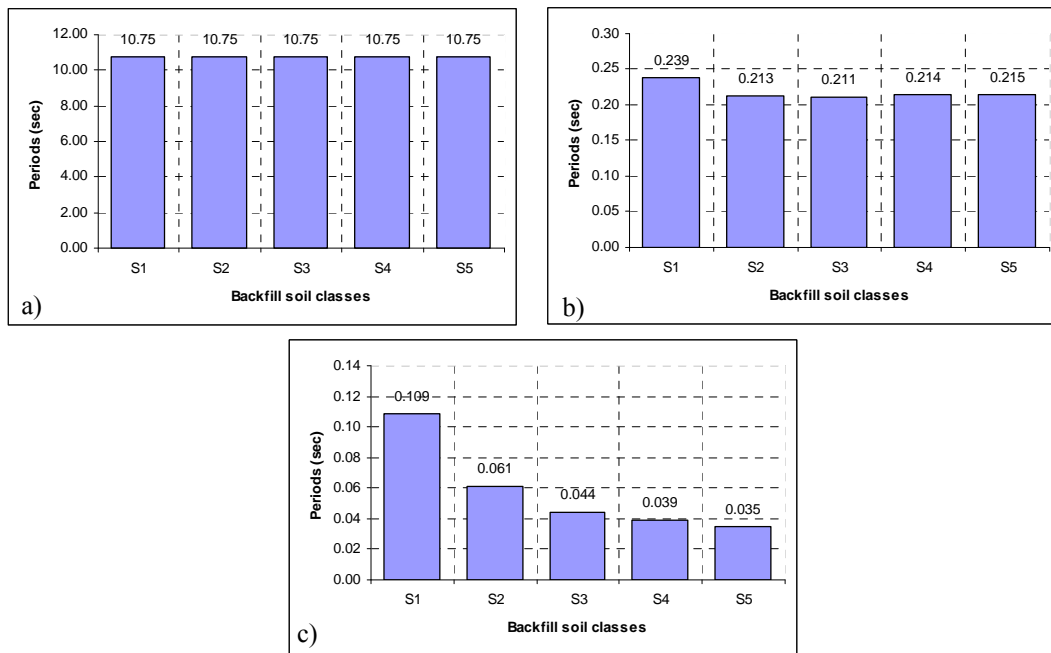 12.00
10.00
8.00
6.00
4.00
2.00
0.00
Periods (sec)
10.75 10.75 10.75 10.75 10.75
S1 S2 S3 S4 S5
Backfill soil classes
a)
0.30
0.25
0.20
0.15
0.10
0.05
0.00
Periods (sec)
0.239 0.213 0.211 0.214 0.215
S1 S2 S3 S4 S5
Backfill soil classes
b)
0.14
0.12
0.10
0.08
0.06
0.04
0.02
0.00
Periods (sec)
0.109 0.061 0.044 0.039 0.035
S1 S2 S3 S4 S5
Backfill soil classes
c)